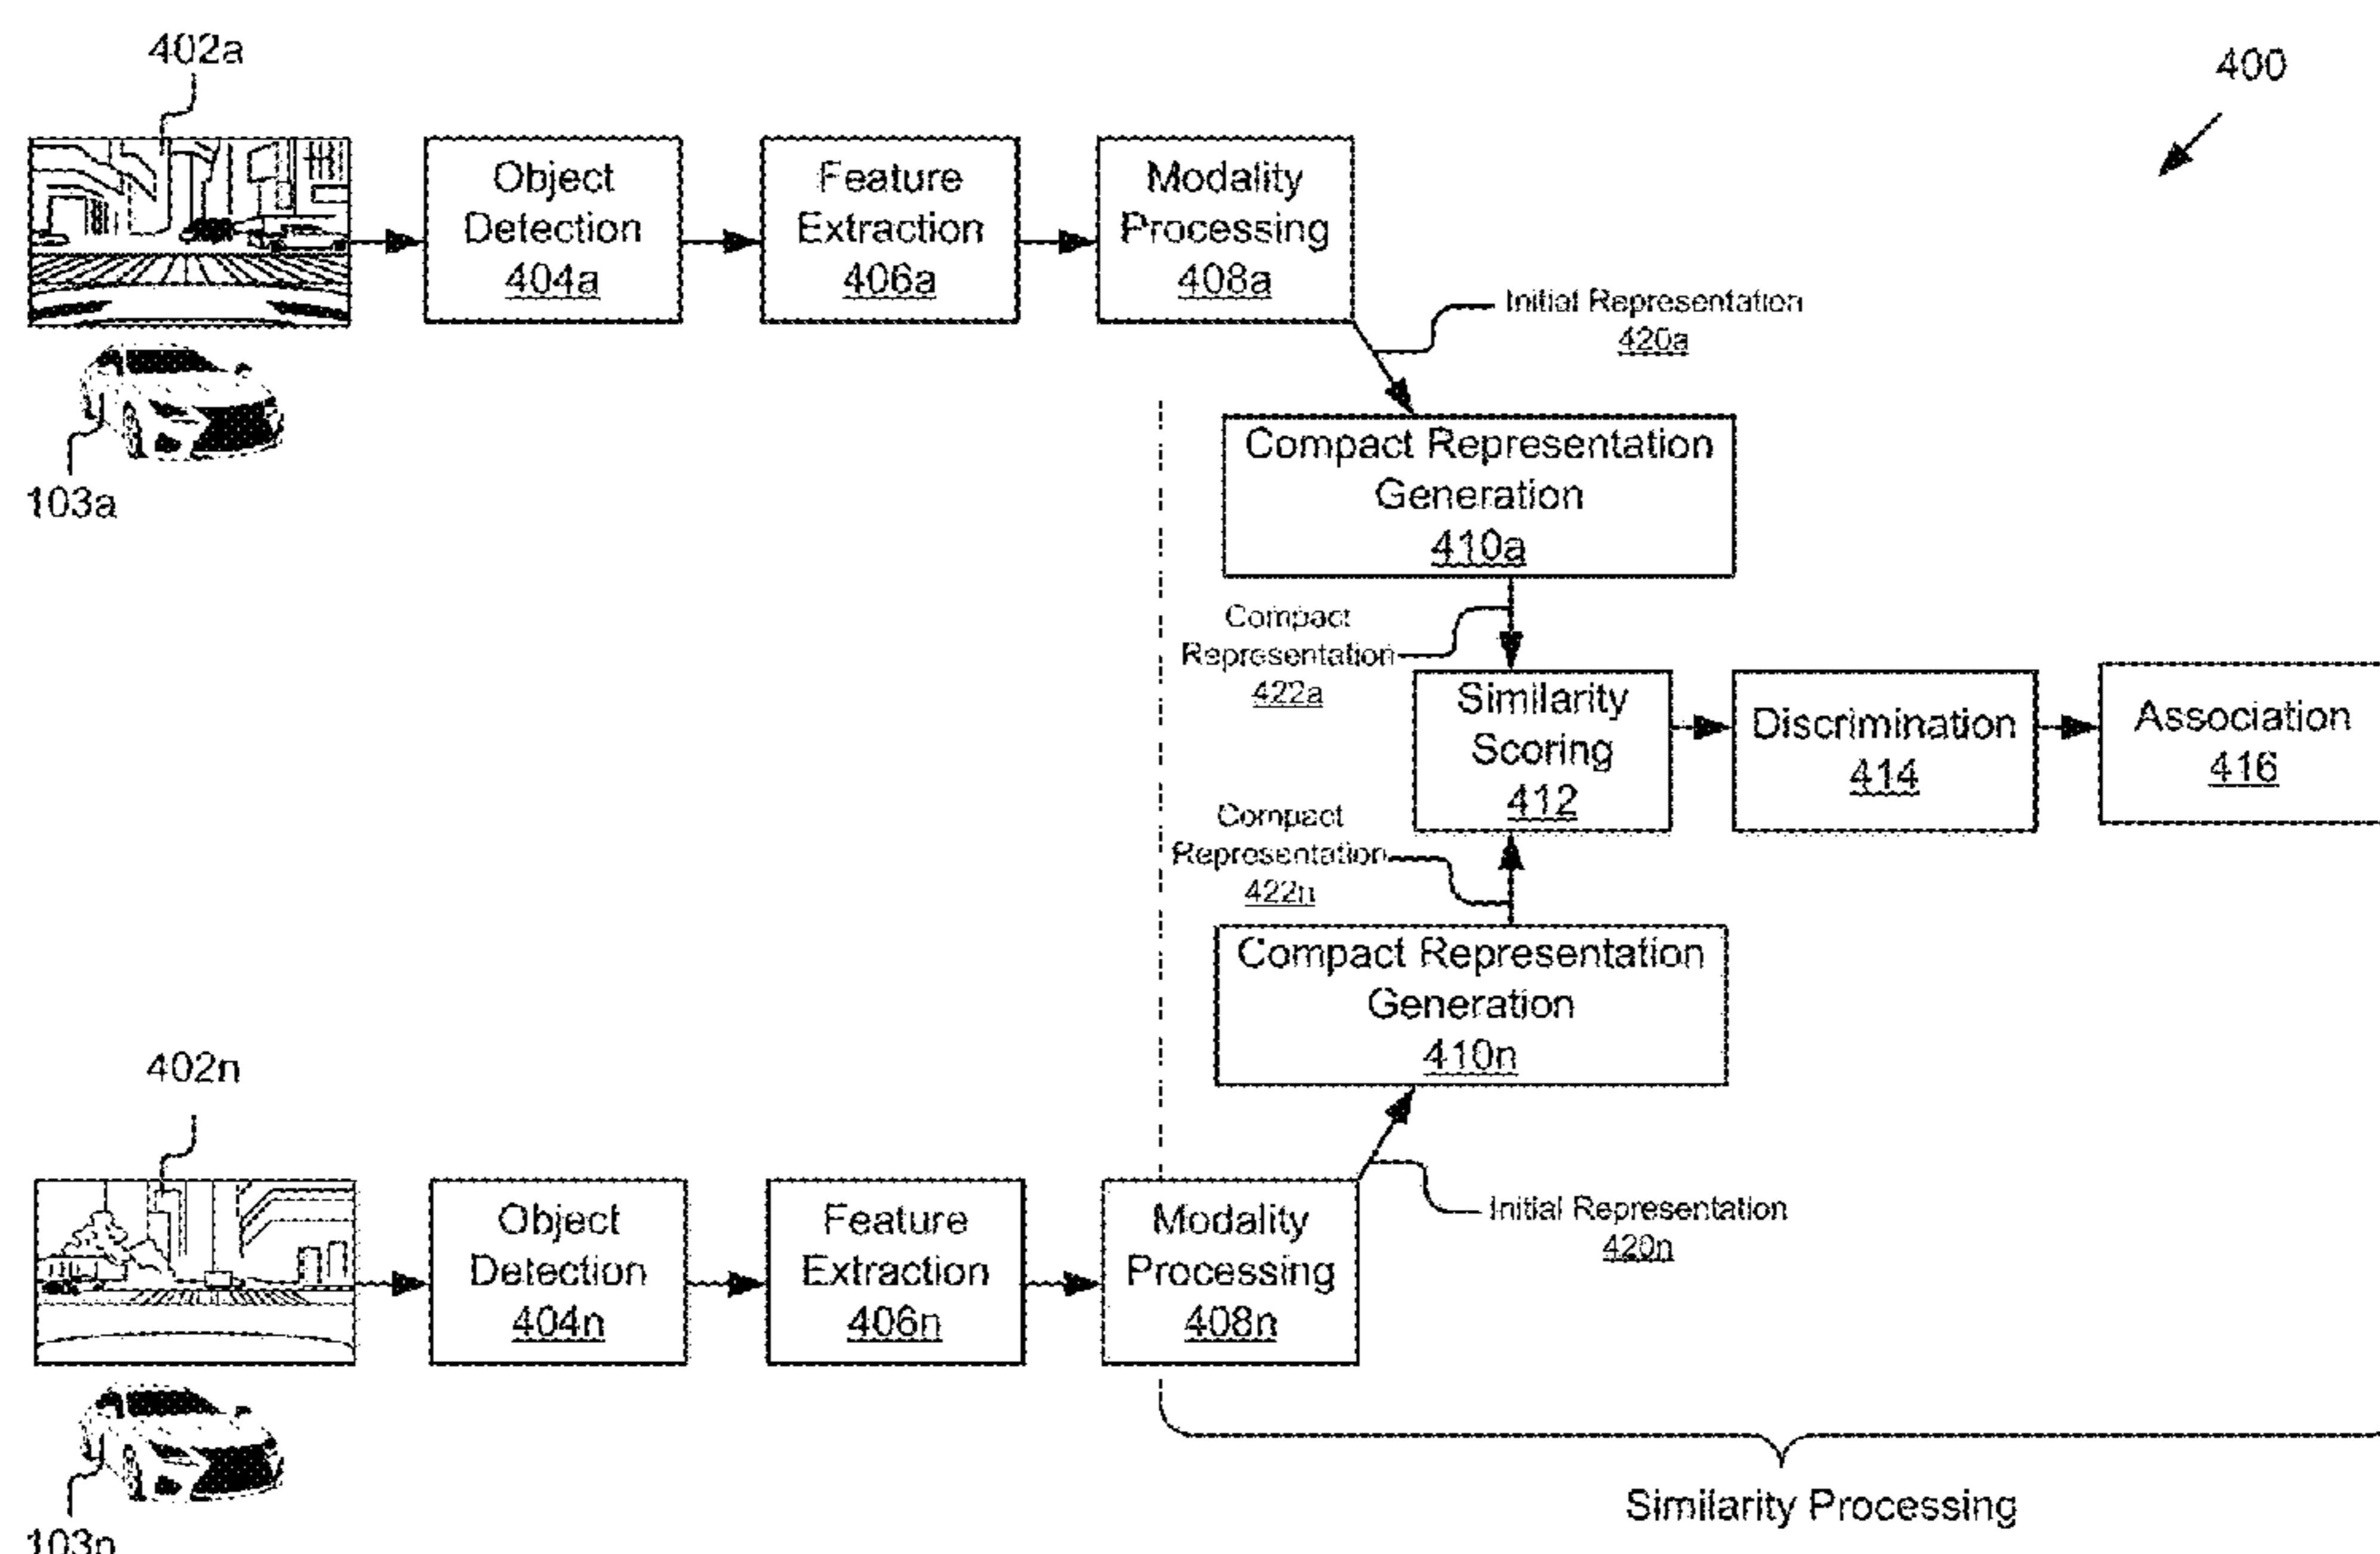 402a
400
Object
Detection
404a
Feature
Extraction
406a
Modality
Processing
408a
Initial Representation
420a
103a
Compact Representation
Generation
410a
Compact
Representation
422a
Similarity
Scoring
412
Discrimination
414
Association
416
Compact
Representation
422n
Compact Representation
Generation
410n
402n
Object
Detection
404n
Feature
Extraction
406n
Modality
Processing
408n
Initial Representation
420n
103n
Similarity Processing